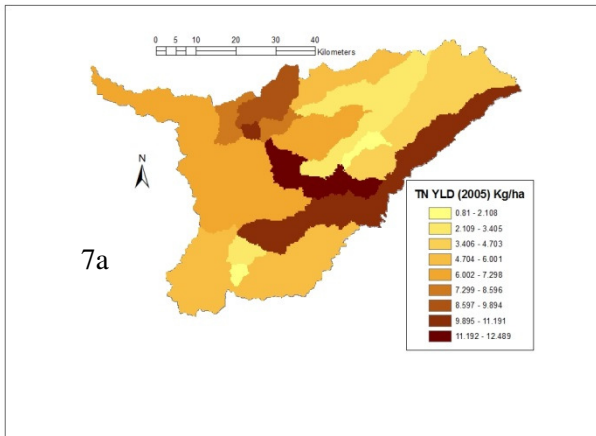 0 5 10 20 30 40
Kilometers
N
7a
TN YLD (2005) Kg/ha
0.81 - 2.108
2.109 - 3.405
3.406 - 4.703
4.704 - 6.001
6.002 - 7.298
7.299 - 8.596
8.597 - 9.894
9.895 - 11.191
11.192 - 12.489